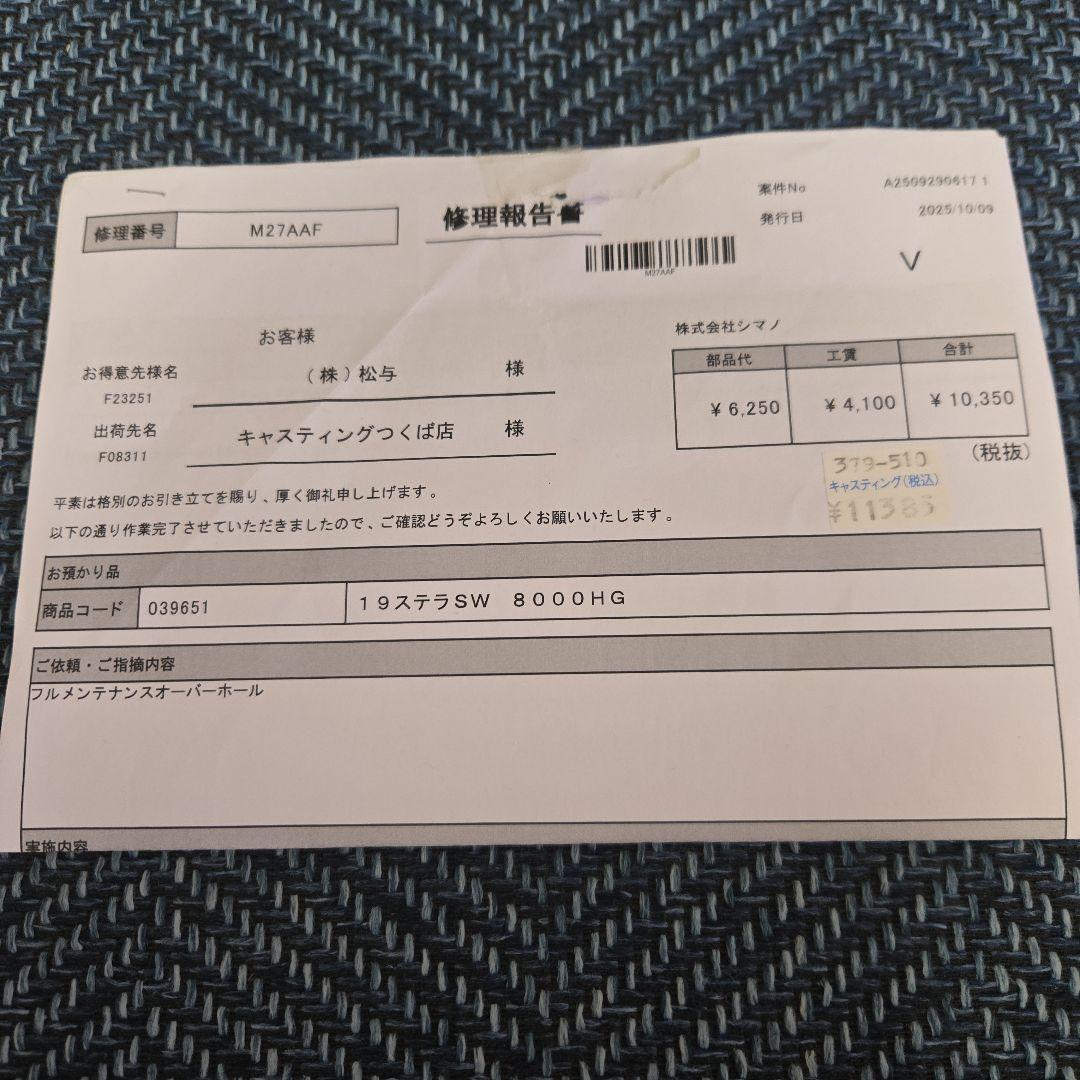 修理番号 M27AAF
修理報告書
案件No A25092906171
発行日 2025/10/09
M27AAF
V
お客様
お得意先様名 (株)松与 様
F23251
出荷先名 キャスティングつくば店 様
F08311
株式会社シマノ
部品代 工賃 合計
¥6,250 ¥4,100 ¥10,350
(税抜)
379-510
キャスティング(税込)
¥11385
平素は格別のお引き立てを賜り、厚く御礼申し上げます。
以下の通り作業完了させていただきましたので、ご確認どうぞよろしくお願いいたします。
お預かり品
商品コード 039651 19ステラSW 8000HG
ご依頼・ご指摘内容
フルメンテナンスオーバーホール
実施内容